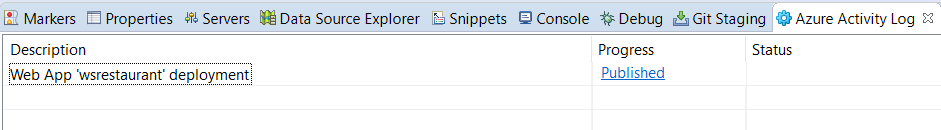 Markers Properties Servers Data Source Explorer Snippets Console Debug Git Staging Azure Activity Log
Description Progress Status
Web App 'wsrestaurant' deployment Published